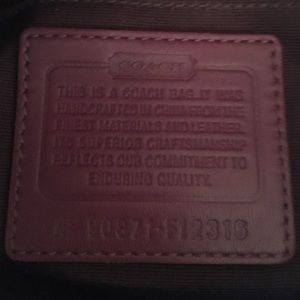 COACH
THIS IS A COACH BAG. IT WAS
HANDCRAFTED IN CHINA FROM THE
FINEST MATERIALS AND LEATHER.
ITS SUPERIOR CRAFTSMANSHIP
REFLECTS OUR COMMITMENT TO
ENDURING QUALITY.